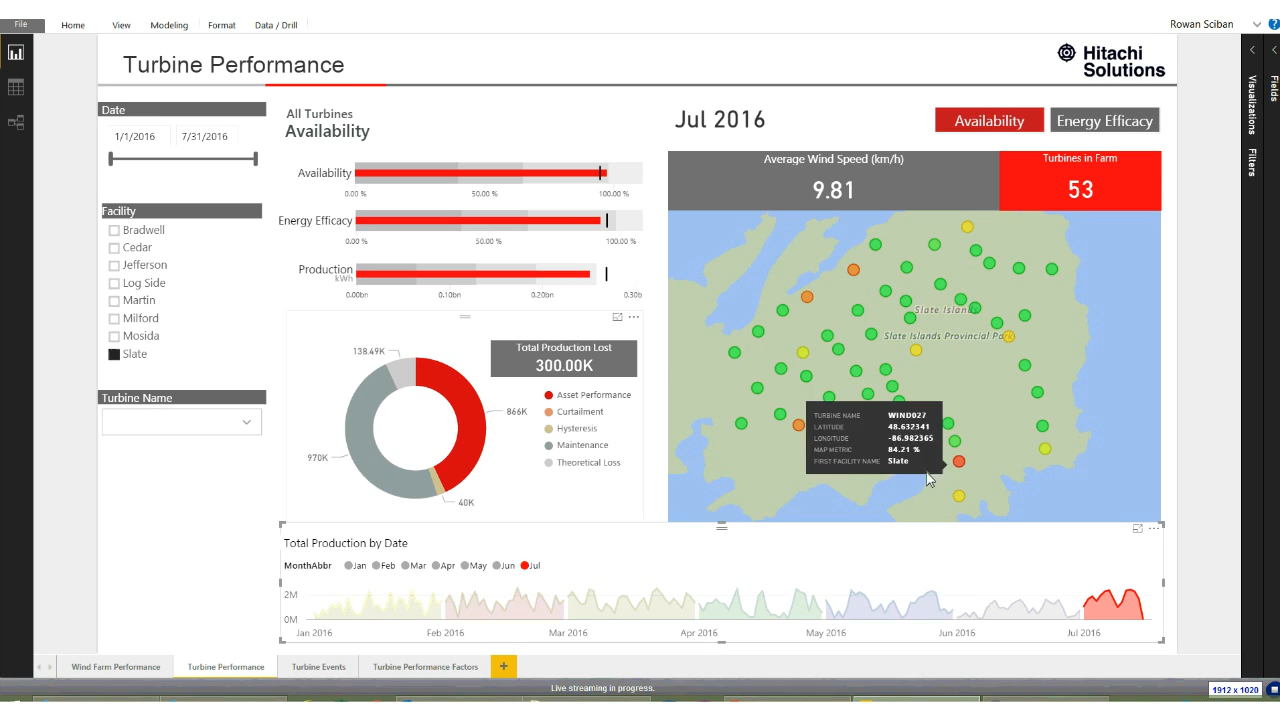 File Home View Modeling Format Data / Drill Rowan Sciban
Turbine Performance
Hitachi
Solutions
Visualizations
Filters
Fields
Date
1/1/2016 7/31/2016
Facility
Bradwell
Cedar
Jefferson
Log Side
Martin
Milford
Mosida
Slate
Turbine Name
All Turbines
Availability
Availability
0.00 % 50.00 % 100.00 %
Energy Efficacy
0.00 % 50.00 % 100.00 %
Production
kWh
0.00bn 0.10bn 0.20bn 0.30bn
Total Production Lost
300.00K
138.49K
866K
970K
40K
Asset Performance
Curtailment
Hysteresis
Maintenance
Theoretical Loss
Jul 2016
Availability Energy Efficacy
Average Wind Speed (km/h) Turbines in Farm
9.81 53
Slate Islands
Slate Islands Provincial Park
TURBINE NAME WIND027
LATITUDE 48.632341
LONGITUDE -86.982365
MAP METRIC 84.21 %
FIRST FACILITY NAME Slate
Total Production by Date
MonthAbbr Jan Feb Mar Apr May Jun Jul
2M
0M
Jan 2016 Feb 2016 Mar 2016 Apr 2016 May 2016 Jun 2016 Jul 2016
Wind Farm Performance Turbine Performance Turbine Events Turbine Performance Factors +
Live streaming in progress.
1912 x 1020